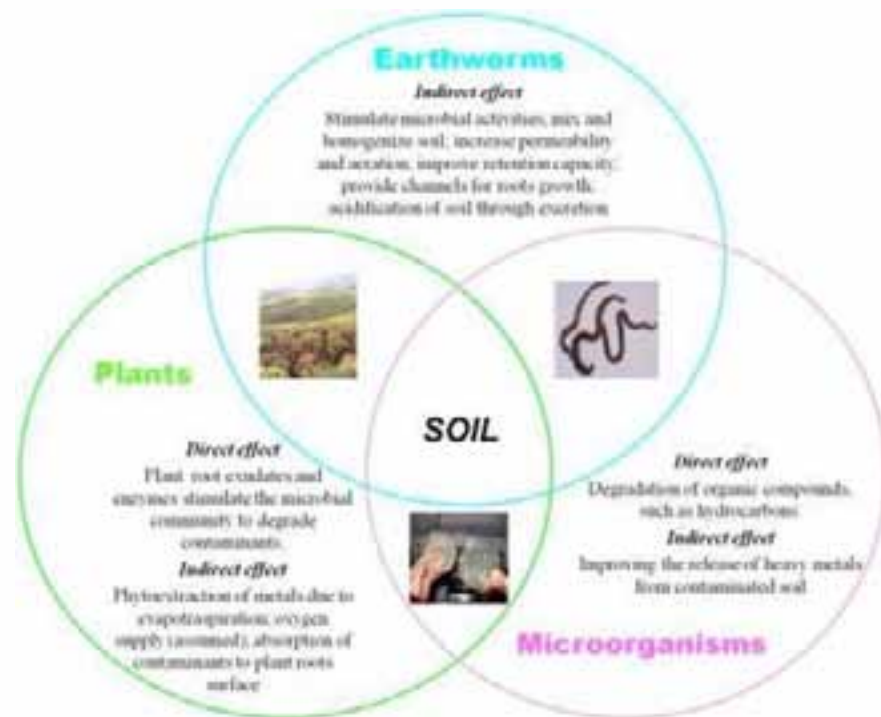 Earthworms
Indirect effect
Stimulate microbial activities, mix and
homogenize soil, increase permeability
and aeration, improve retention capacity,
provide channels for roots growth,
acidification of soil through excretion
Plants
SOIL
Direct effect
Plant root exudates and
enzymes stimulate the microbial
community to degrade
contaminants.
Indirect effect
Phytoextraction of metals due to
evapotraspiration; oxygen
supply (assumed); absorption of
contaminants to plant roots
surface
Direct effect
Degradation of organic compounds,
such as hydrocarbons
Indirect effect
Improving the release of heavy metals
from contaminated soil
Microorganisms